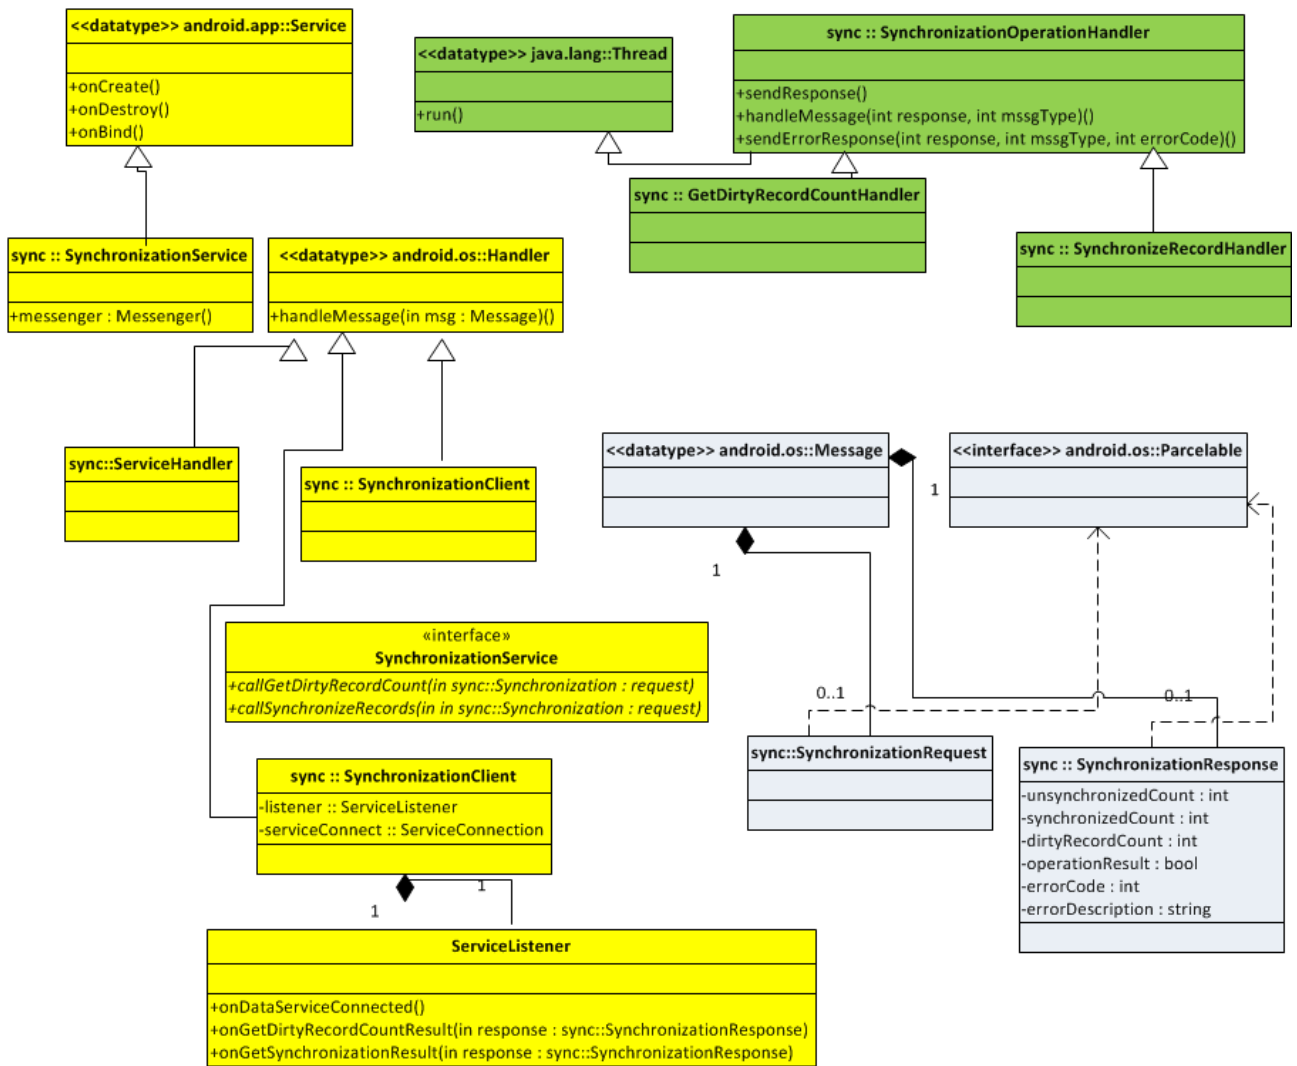 <<datatype>> android.app::Service
+onCreate()
+onDestroy()
+onBind()
<<datatype>> java.lang::Thread
+run()
sync :: SynchronizationOperationHandler
+sendResponse()
+handleMessage(int response, int mssgType)()
+sendErrorResponse(int response, int mssgType, int errorCode)()
sync :: GetDirtyRecordCountHandler
sync :: SynchronizeRecordHandler
sync :: SynchronizationService
+messenger : Messenger()
<<datatype>> android.os::Handler
+handleMessage(in msg : Message)()
sync::ServiceHandler
sync :: SynchronizationClient
<<datatype>> android.os::Message
<<interface>> android.os::Parcelable
1
1
«interface»
SynchronizationService
+callGetDirtyRecordCount(in sync::Synchronization : request)
+callSynchronizeRecords(in in sync::Synchronization : request)
0..1
0..1
sync::SynchronizationRequest
sync :: SynchronizationResponse
-unsynchronizedCount : int
-synchronizedCount : int
-dirtyRecordCount : int
-operationResult : bool
-errorCode : int
-errorDescription : string
sync :: SynchronizationClient
-listener :: ServiceListener
-serviceConnect :: ServiceConnection
1
1
ServiceListener
+onDataServiceConnected()
+onGetDirtyRecordCountResult(in response : sync::SynchronizationResponse)
+onGetSynchronizationResult(in response : sync::SynchronizationResponse)